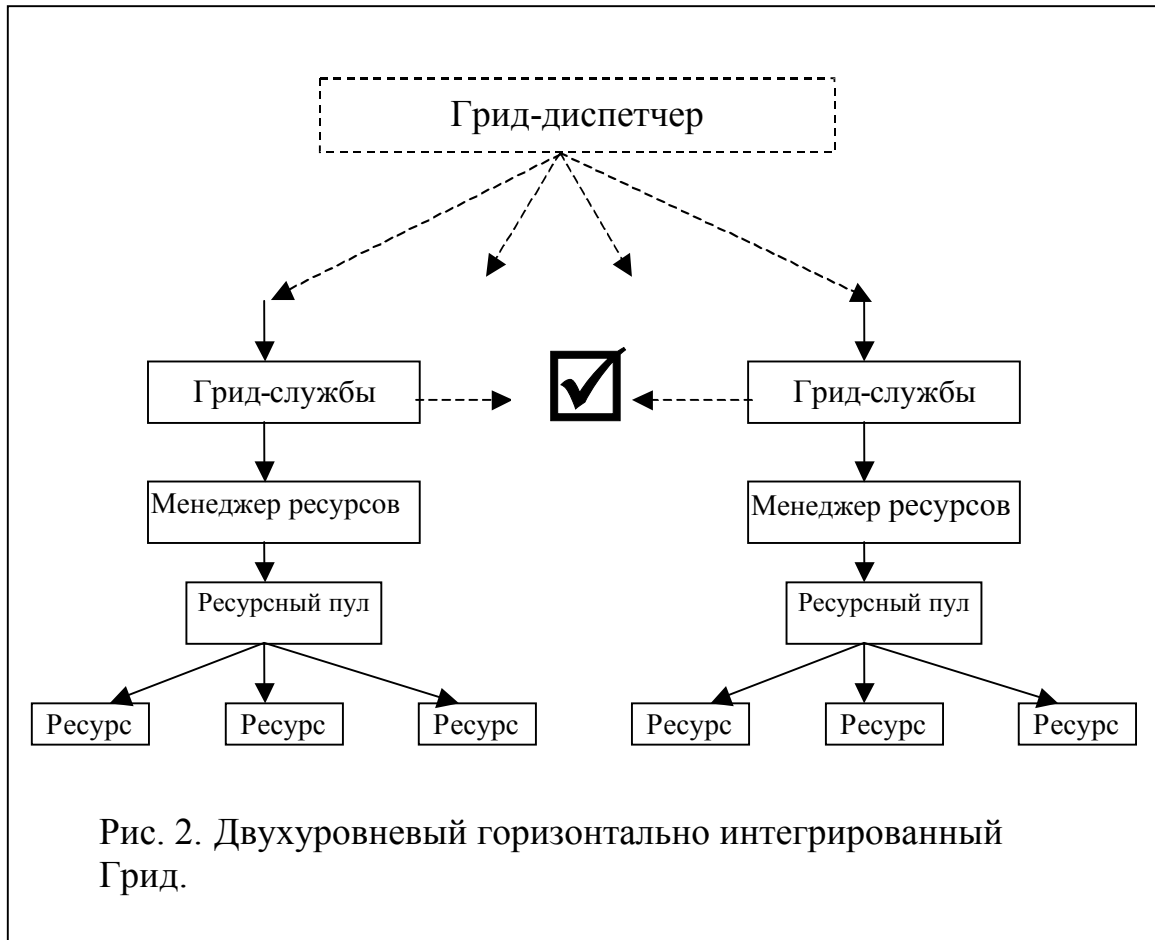 Грид-диспетчер
Грид-службы Грид-службы
Менеджер ресурсов Менеджер ресурсов
Ресурсный пул Ресурсный пул
Ресурс Ресурс Ресурс Ресурс Ресурс Ресурс
Рис. 2. Двухуровневый горизонтально интегрированный
Грид.